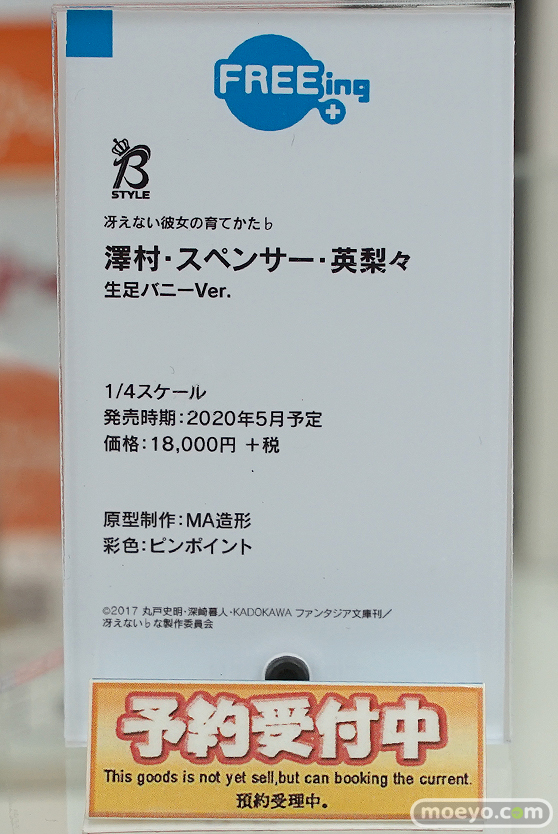 FREEing
B
STYLE
冴えない彼女の育てかた♭
澤村・スペンサー・英梨々
生足バニーVer.
1/4スケール
発売時期：2020年5月予定
価格：18,000円 ＋税
原型制作：MA造形
彩色：ピンポイント
©2017 丸戸史明・深崎暮人・KADOKAWA ファンタジア文庫刊／
冴えない♭な製作委員会
予約受付中
This goods is not yet sell,but can booking the current.
預約受理中。
moeyo.com